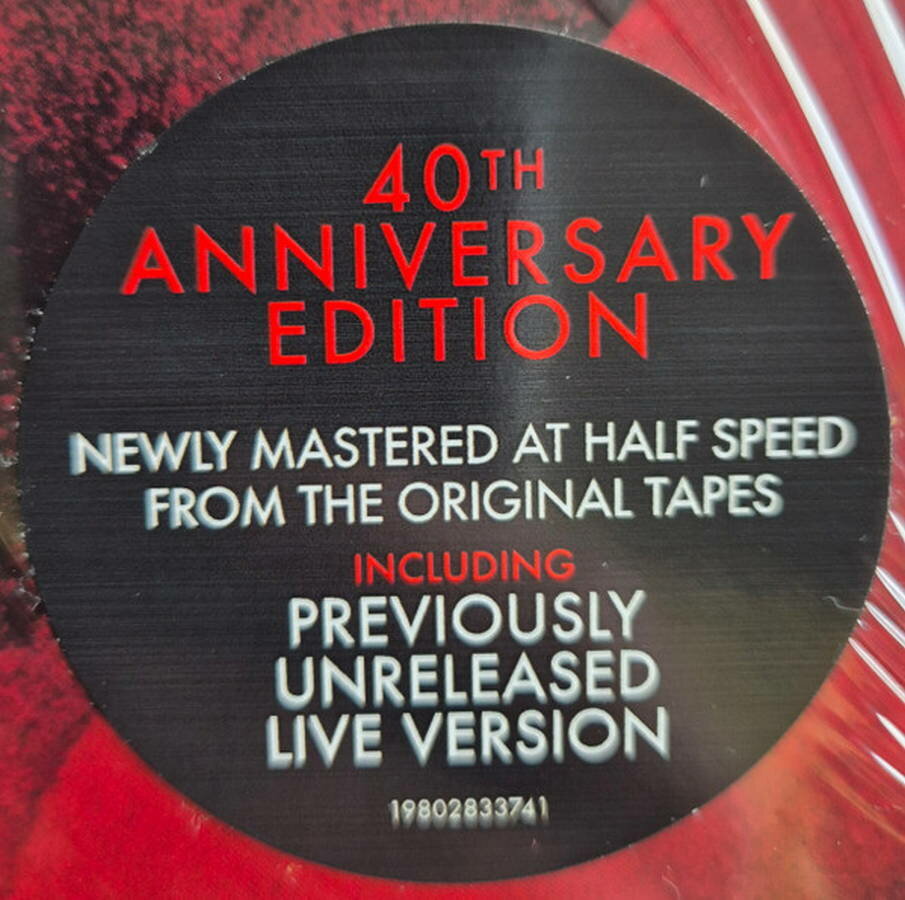 40TH
ANNIVERSARY
EDITION
NEWLY MASTERED AT HALF SPEED
FROM THE ORIGINAL TAPES
INCLUDING
PREVIOUSLY
UNRELEASED
LIVE VERSION
19802833741